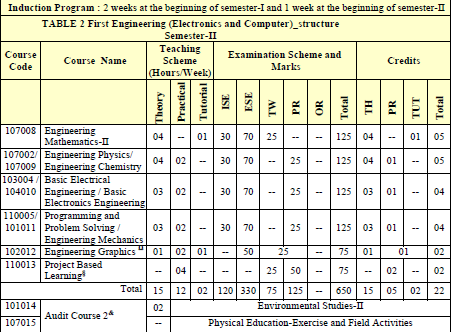 Induction Program : 2 weeks at the beginning of semester-I and 1 week at the beginning of semester-II
TABLE 2 First Engineering (Electronics and Computer)_structure
Semester-II
Course Code Course Name Teaching Scheme (Hours/Week) Examination Scheme and Marks Credits
Theory Practical Tutorial ISE ESE TW PR OR Total TH PR TUT Total
107008 Engineering Mathematics-II 04 -- 01 30 70 25 -- -- 125 04 -- 01 05
107002/ 107009 Engineering Physics/ Engineering Chemistry 04 02 -- 30 70 -- 25 -- 125 04 01 -- 05
103004 / 104010 Basic Electrical Engineering / Basic Electronics Engineering 03 02 -- 30 70 -- 25 -- 125 03 01 -- 04
110005/ 101011 Programming and Problem Solving / Engineering Mechanics 03 02 -- 30 70 -- 25 -- 125 03 01 -- 04
102012 Engineering Graphics 01 02 01 -- 50 25 -- 75 01 01 02
110013 Project Based Learning§ -- 04 -- -- -- 25 50 -- 75 -- 02 -- 02
Total 15 12 02 120 330 75 125 -- 650 15 05 02 22
101014 Audit Course 2& 02 Environmental Studies-II
107015 -- Physical Education-Exercise and Field Activities